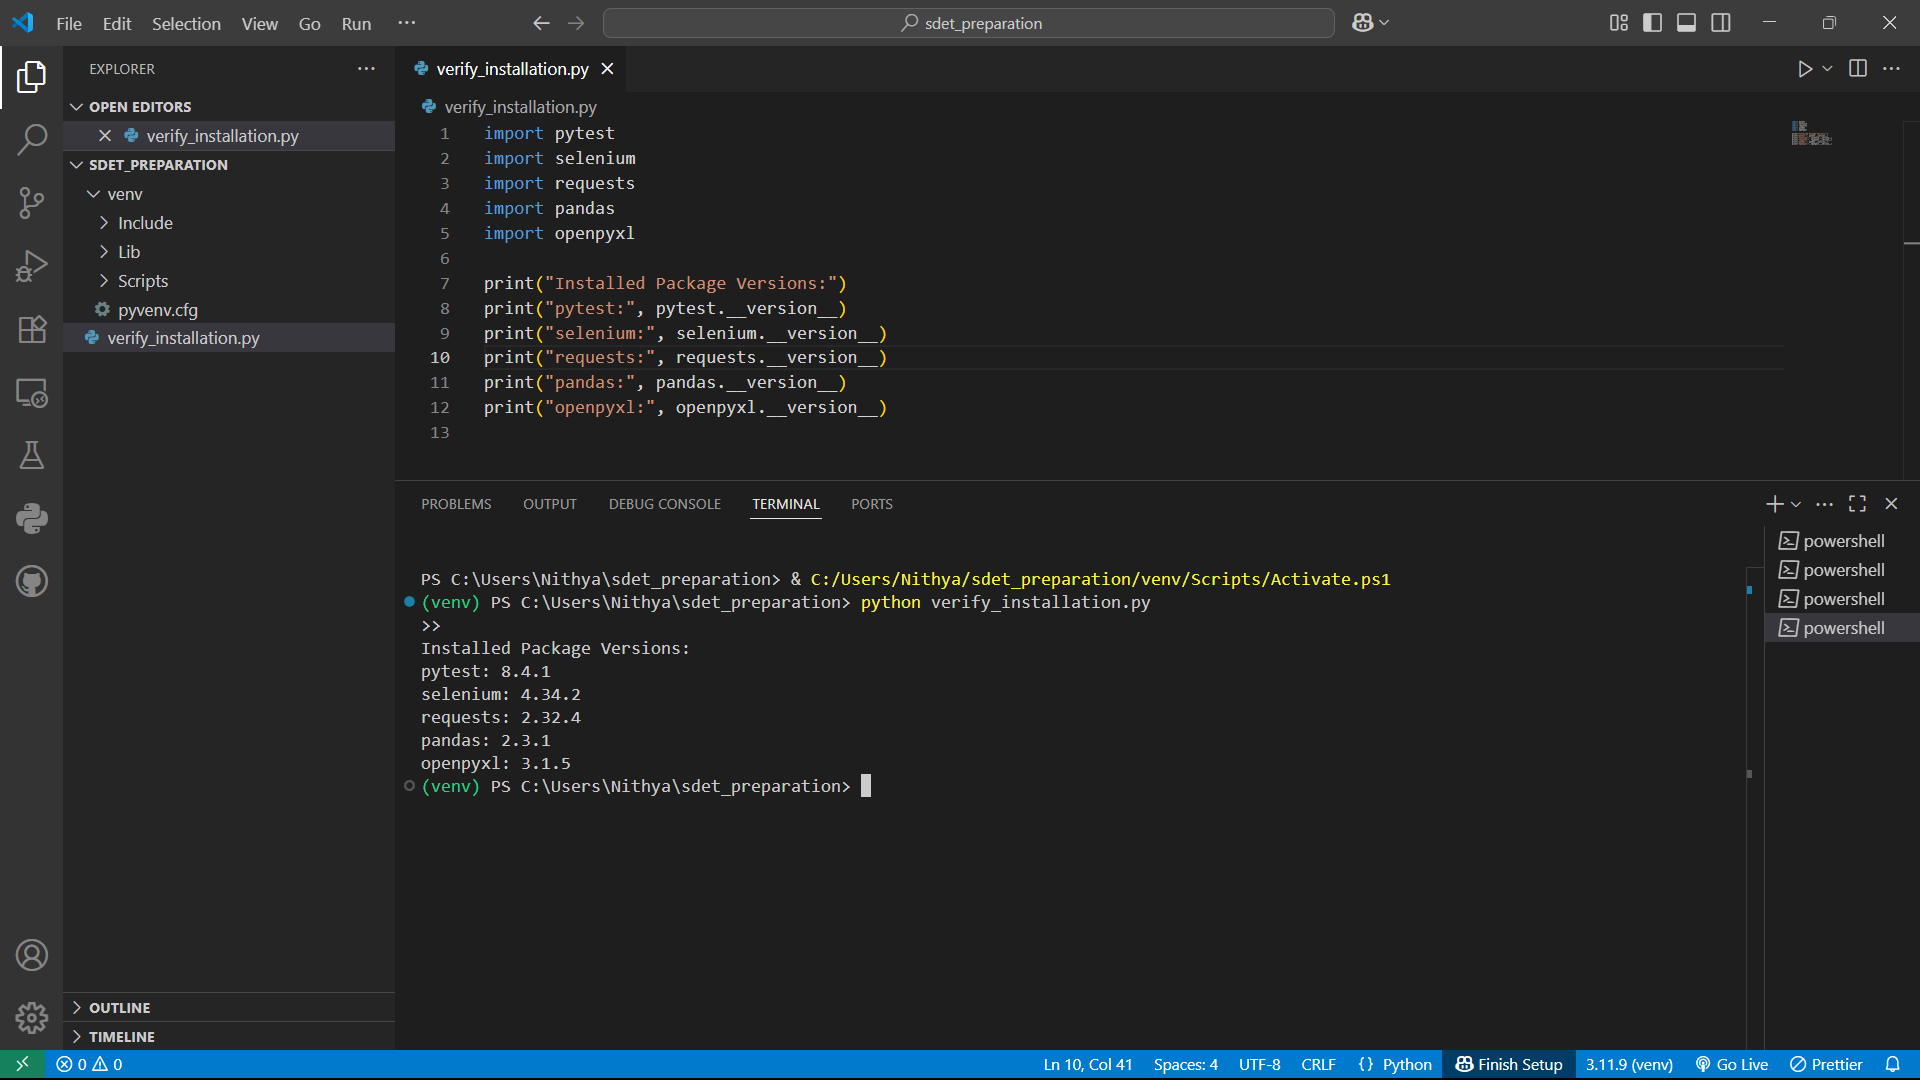 File Edit Selection View Go Run ···
sdet_preparation
EXPLORER ···
OPEN EDITORS
verify_installation.py
SDET_PREPARATION
venv
Include
Lib
Scripts
pyvenv.cfg
verify_installation.py
OUTLINE
TIMELINE
verify_installation.py
verify_installation.py
1 import pytest
2 import selenium
3 import requests
4 import pandas
5 import openpyxl
6
7 print("Installed Package Versions:")
8 print("pytest:", pytest.__version__)
9 print("selenium:", selenium.__version__)
10 print("requests:", requests.__version__)
11 print("pandas:", pandas.__version__)
12 print("openpyxl:", openpyxl.__version__)
13
PROBLEMS OUTPUT DEBUG CONSOLE TERMINAL PORTS
PS C:\Users\Nithya\sdet_preparation> & C:/Users/Nithya/sdet_preparation/venv/Scripts/Activate.ps1
(venv) PS C:\Users\Nithya\sdet_preparation> python verify_installation.py
>>
Installed Package Versions:
pytest: 8.4.1
selenium: 4.34.2
requests: 2.32.4
pandas: 2.3.1
openpyxl: 3.1.5
(venv) PS C:\Users\Nithya\sdet_preparation>
powershell
powershell
powershell
powershell
0 0 Ln 10, Col 41 Spaces: 4 UTF-8 CRLF {} Python Finish Setup 3.11.9 (venv) Go Live Prettier